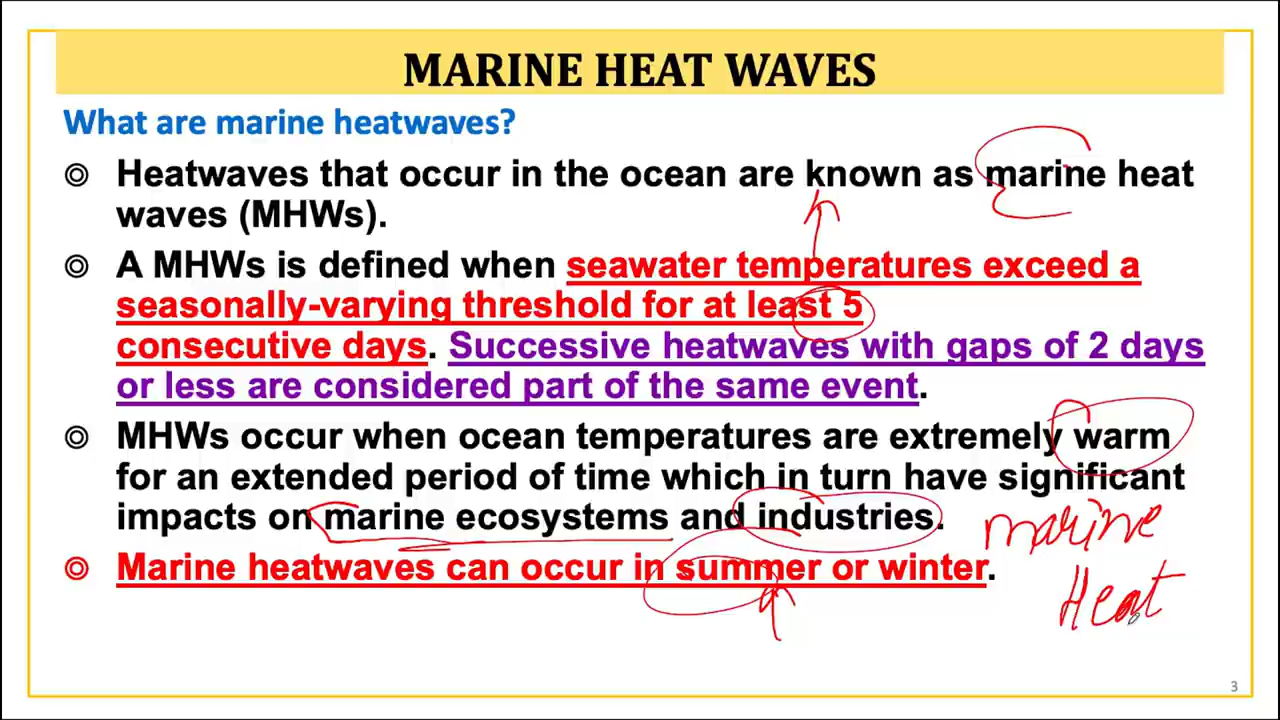 MARINE HEAT WAVES
What are marine heatwaves?
◎ Heatwaves that occur in the ocean are known as marine heat
waves (MHWs).
◎ A MHWs is defined when seawater temperatures exceed a
seasonally-varying threshold for at least 5
consecutive days. Successive heatwaves with gaps of 2 days
or less are considered part of the same event.
◎ MHWs occur when ocean temperatures are extremely warm
for an extended period of time which in turn have significant
impacts on marine ecosystems and industries.
marine
◎ Marine heatwaves can occur in summer or winter.
Heat
3